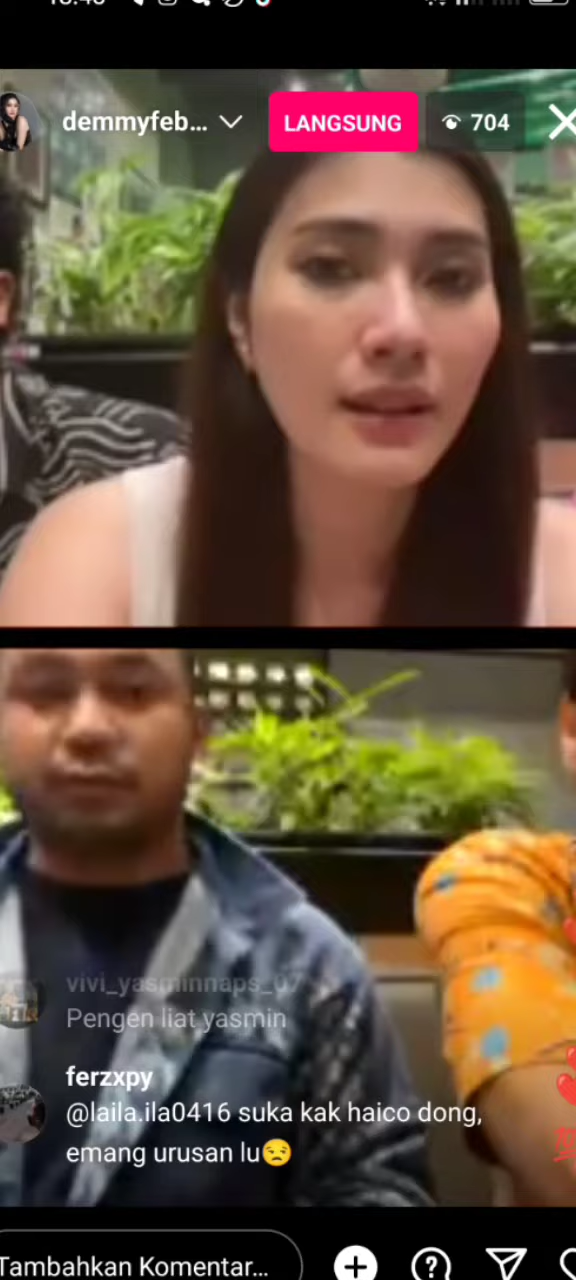 demmyfeb...
LANGSUNG
704
vivi_yasminnaps_07
Pengen liat yasmin
ferzxpy
@laila.ila0416 suka kak haico dong,
emang urusan lu😒
Tambahkan Komentar...